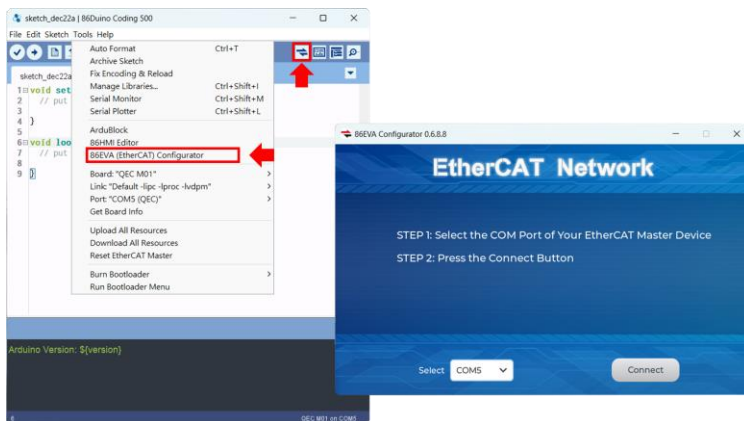 sketch_dec22a | 86Duino Coding 500
File Edit Sketch Tools Help
sketch_dec22a
1 void set
2 // put
3
4 }
5
6 void loo
7 // put
8
9 }
Auto Format Ctrl+T
Archive Sketch
Fix Encoding & Reload
Manage Libraries... Ctrl+Shift+I
Serial Monitor Ctrl+Shift+M
Serial Plotter Ctrl+Shift+L
ArduBlock
86HMI Editor
86EVA (EtherCAT) Configurator
Board: "QEC M01"
Link: "Default -lipc -lproc -lvdpm"
Port: "COM5 (QEC)"
Get Board Info
Upload All Resources
Download All Resources
Reset EtherCAT Master
Burn Bootloader
Run Bootloader Menu
Arduino Version: ${version}
6 QEC M01 on COM5
86EVA Configurator 0.6.8.8
EtherCAT Network
STEP 1: Select the COM Port of Your EtherCAT Master Device
STEP 2: Press the Connect Button
Select COM5 Connect